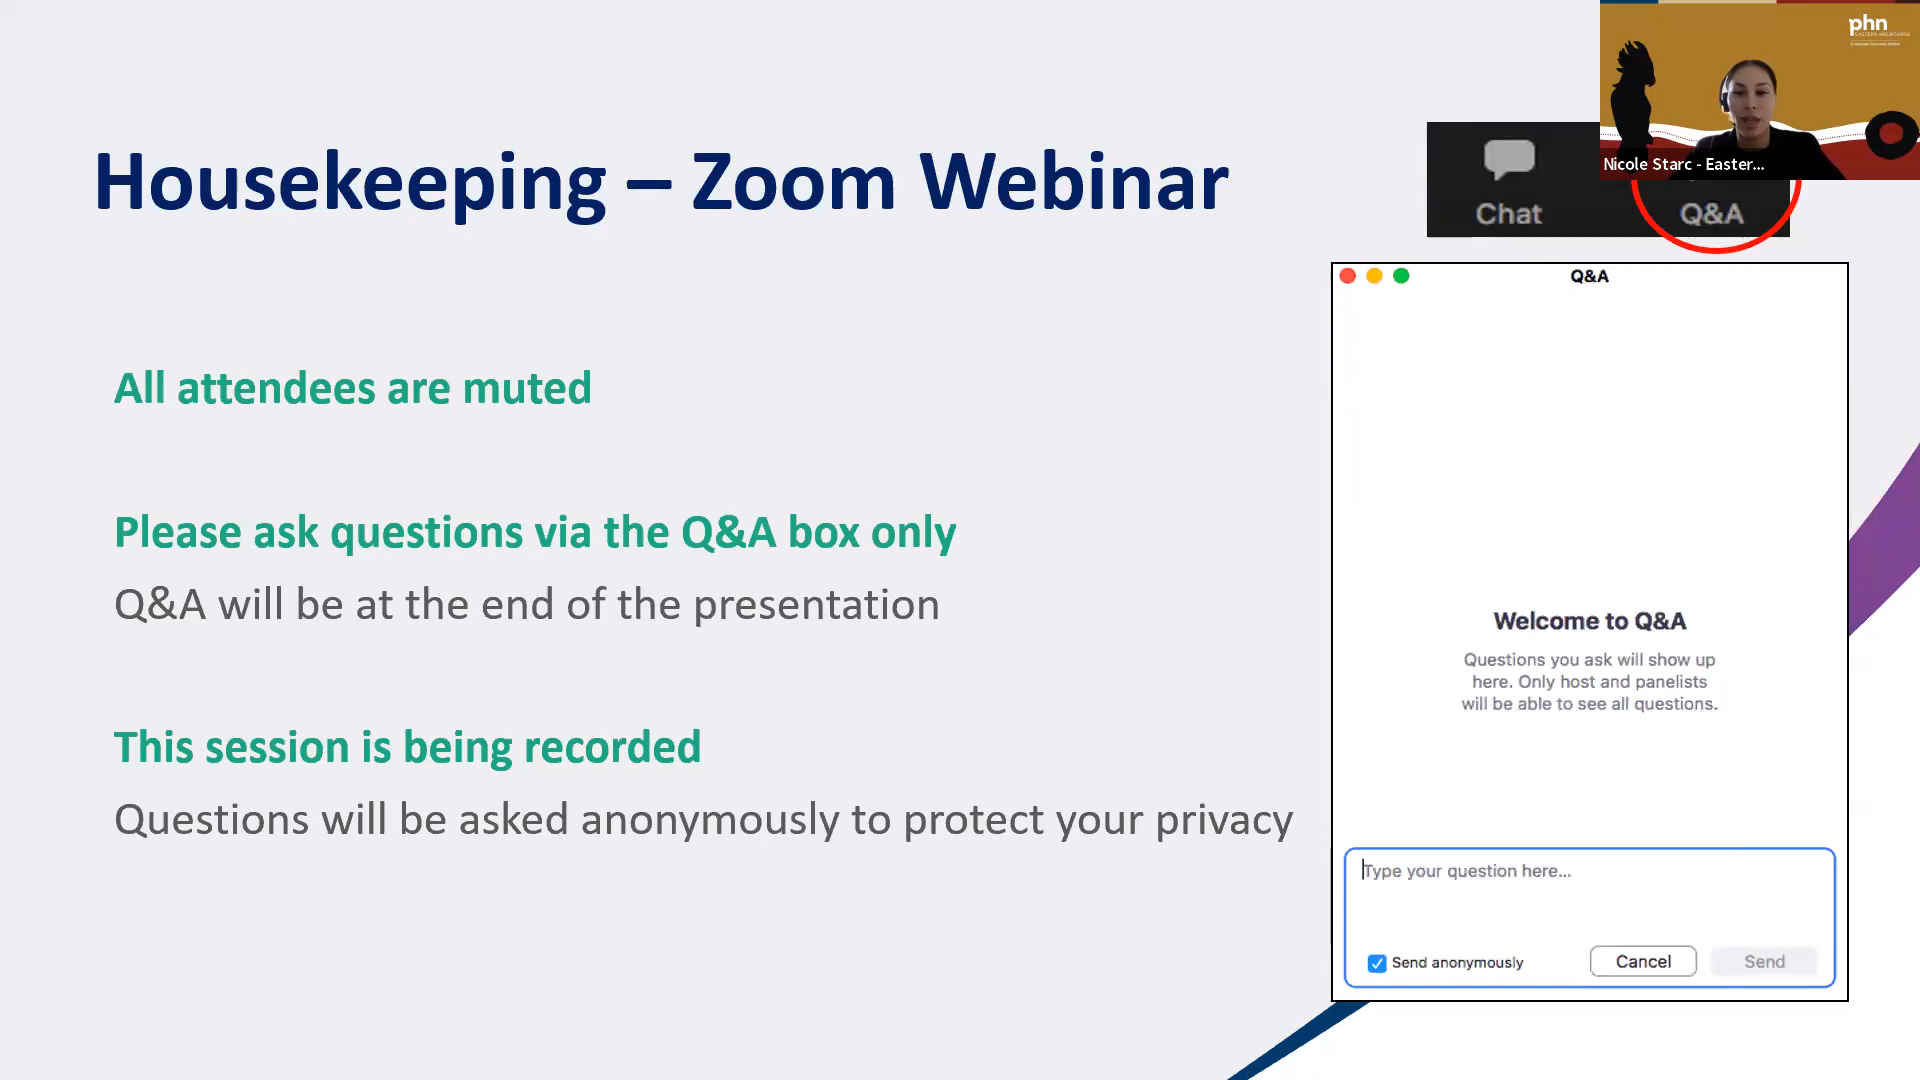 Housekeeping – Zoom Webinar
phn
EASTERN MELBOURNE
Nicole Starc - Easter...
Chat
Q&A
All attendees are muted
Please ask questions via the Q&A box only
Q&A will be at the end of the presentation
This session is being recorded
Questions will be asked anonymously to protect your privacy
Q&A
Welcome to Q&A
Questions you ask will show up
here. Only host and panelists
will be able to see all questions.
Type your question here...
Send anonymously
Cancel
Send